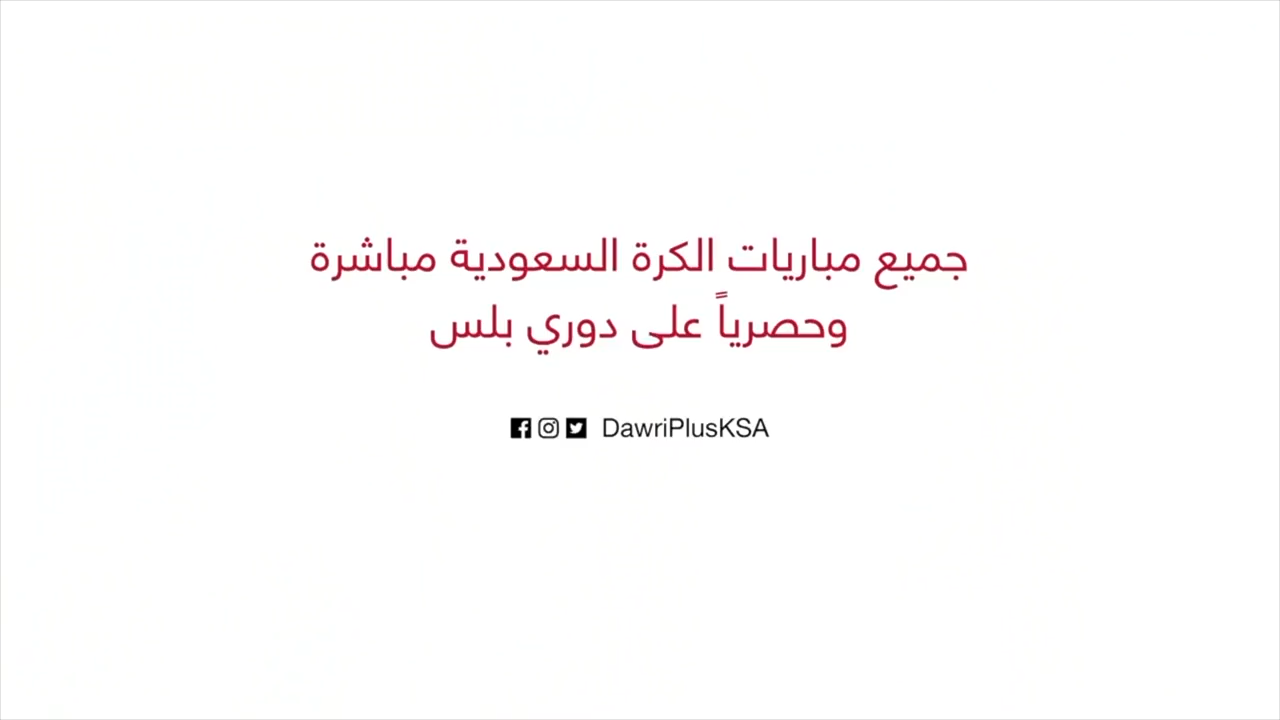 جميع مباريات الكرة السعودية مباشرة
وحصرياً على دوري بلس
DawriPlusKSA